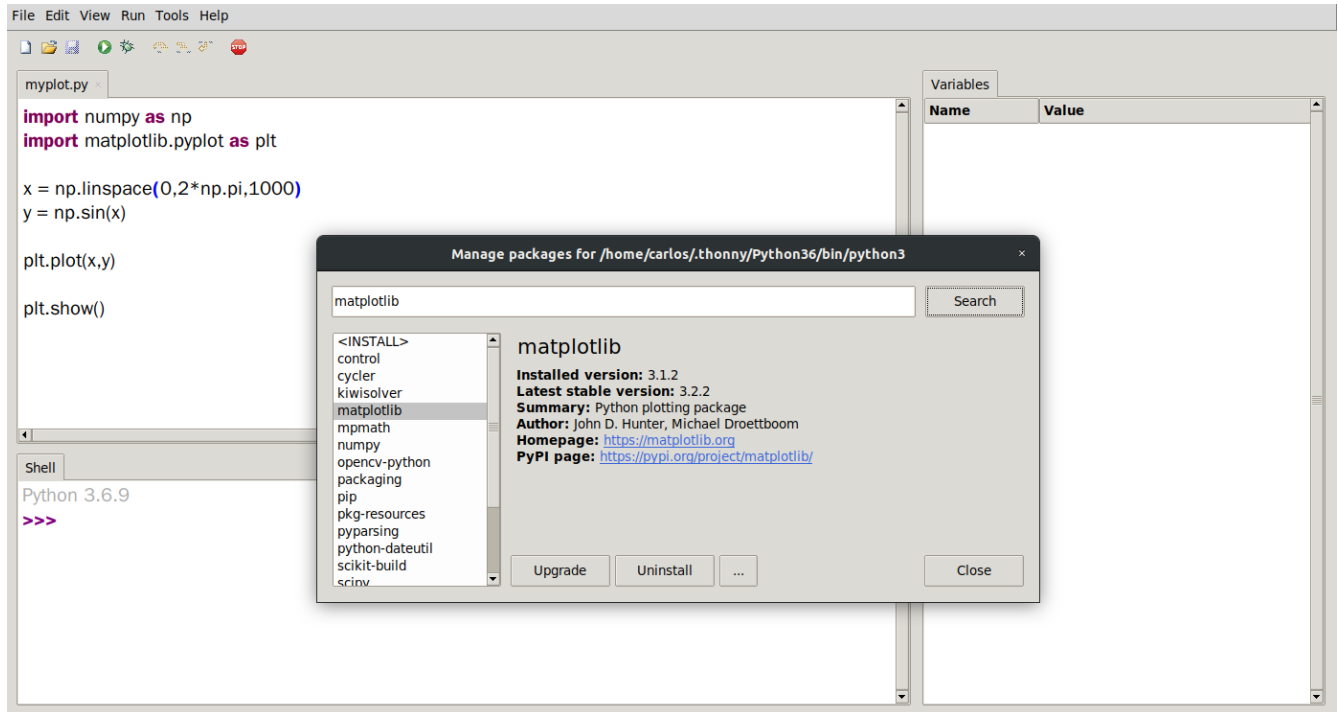 File Edit View Run Tools Help
STOP
myplot.py
import numpy as np
import matplotlib.pyplot as plt
x = np.linspace(0,2*np.pi,1000)
y = np.sin(x)
plt.plot(x,y)
plt.show()
Shell
Python 3.6.9
>>>
Variables
Name Value
Manage packages for /home/carlos/.thonny/Python36/bin/python3
matplotlib
Search
<INSTALL>
control
cycler
kiwisolver
matplotlib
mpmath
numpy
opencv-python
packaging
pip
pkg-resources
pyparsing
python-dateutil
scikit-build
scipy
matplotlib
Installed version: 3.1.2
Latest stable version: 3.2.2
Summary: Python plotting package
Author: John D. Hunter, Michael Droettboom
Homepage: https://matplotlib.org
PyPI page: https://pypi.org/project/matplotlib/
Upgrade Uninstall ... Close